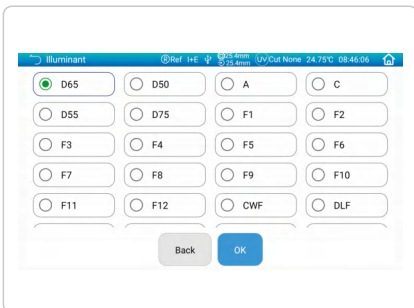 Illuminant
Ⓡ Ref I+E 25.4mm 25.4mm UV Cut None 24.75℃ 08:46:06
D65 D50 A C
D55 D75 F1 F2
F3 F4 F5 F6
F7 F8 F9 F10
F11 F12 CWF DLF
Back OK